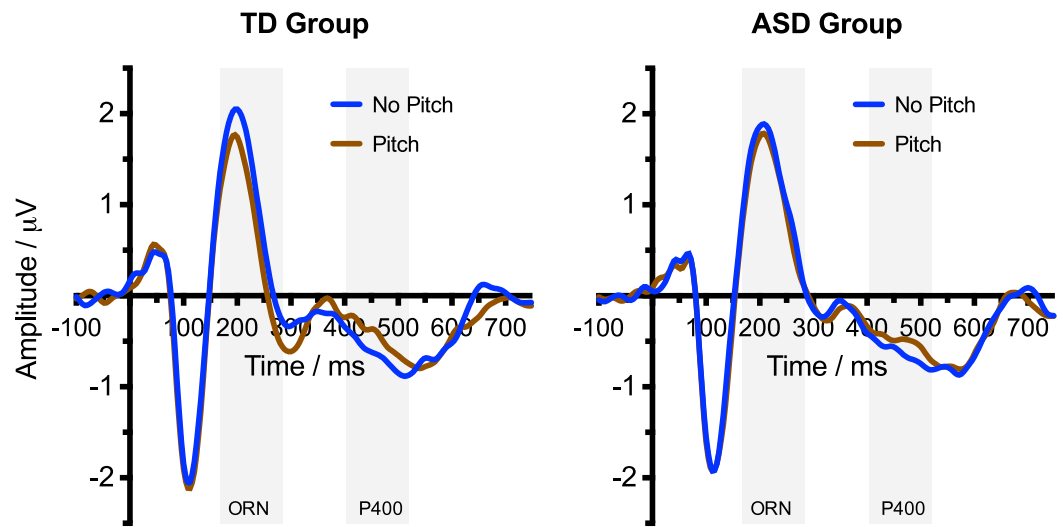 TD Group
ASD Group
No Pitch
Pitch
No Pitch
Pitch
Amplitude / μV
2
1
0
-1
-2
-100
100
200
300
400
500
600
700
Time / ms
ORN
P400
2
1
0
-1
-2
-100
100
200
300
400
500
600
700
Time / ms
ORN
P400